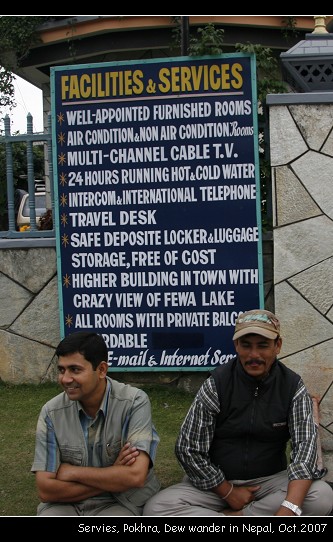 FACILITIES & SERVICES
WELL-APPOINTED FURNISHED ROOMS
AIR CONDITION & NON AIR CONDITION Rooms
MULTI-CHANNEL CABLE T.V.
24 HOURS RUNNING HOT & COLD WATER
INTERCOM & INTERNATIONAL TELEPHONE
TRAVEL DESK
SAFE DEPOSITE LOCKER & LUGGAGE
STORAGE, FREE OF COST
HIGHER BUILDING IN TOWN WITH
CRAZY VIEW OF FEWA LAKE
ALL ROOMS WITH PRIVATE
E-mail & Internet
Servies, Pokhra, Dew wander in Nepal, Oct.2007